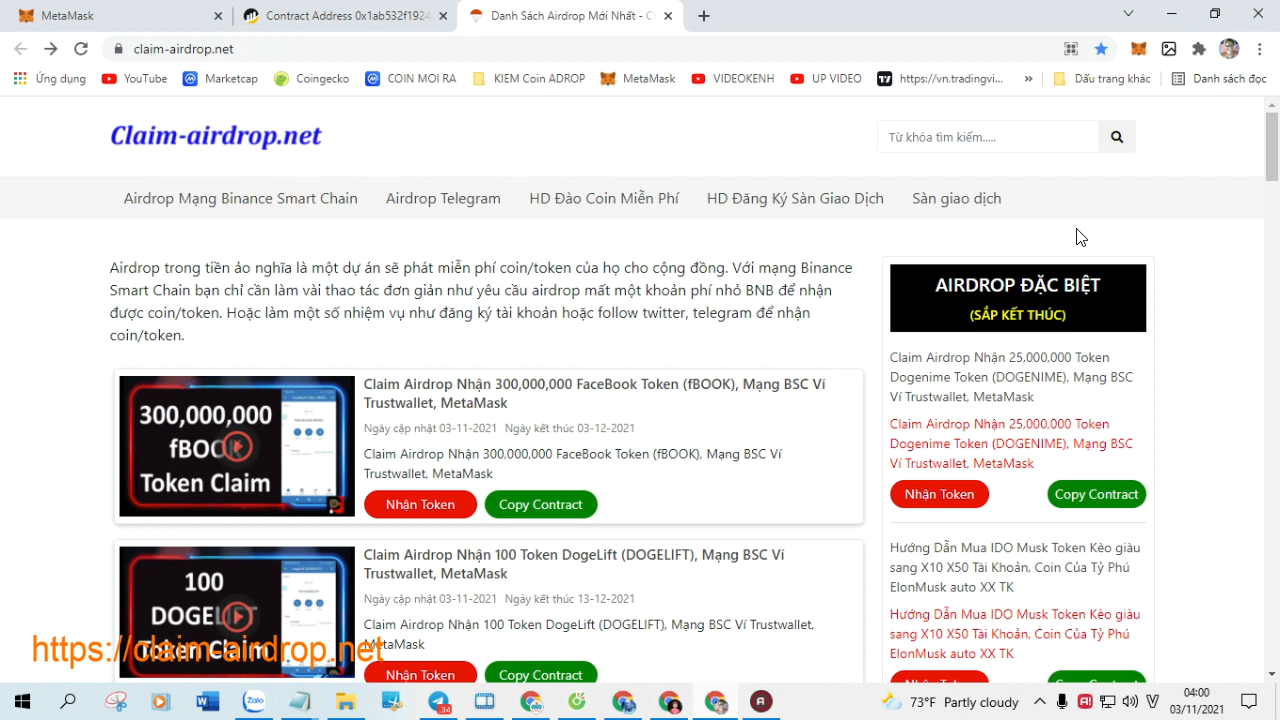 MetaMask
Contract Address 0x1ab532f1924
Danh Sách Airdrop Mới Nhất - C
claim-airdrop.net
Ứng dụng
YouTube
Marketcap
Coingecko
COIN MOI RA
KIEM Coin ADROP
MetaMask
VIDEOKENH
UP VIDEO
https://vn.tradingvi...
Dấu trang khác
Danh sách đọc
Claim-airdrop.net
Từ khóa tìm kiếm.....
Airdrop Mạng Binance Smart Chain
Airdrop Telegram
HD Đào Coin Miễn Phí
HD Đăng Ký Sàn Giao Dịch
Sàn giao dịch
Airdrop trong tiền ảo nghĩa là một dự án sẽ phát miễn phí coin/token của họ cho cộng đồng. Với mạng Binance
Smart Chain bạn chỉ cần làm vài thao tác đơn giản như yêu cầu airdrop mất một khoản phí nhỏ BNB để nhận
được coin/token. Hoặc làm một số nhiệm vụ như đăng ký tài khoản hoặc follow twitter, telegram để nhận
coin/token.
300,000,000
fBOOK
Token Claim
Claim Airdrop Nhận 300,000,000 FaceBook Token (fBOOK), Mạng BSC Ví
Trustwallet, MetaMask
Ngày cập nhật 03-11-2021 Ngày kết thúc 03-12-2021
Claim Airdrop Nhận 300,000,000 FaceBook Token (fBOOK), Mạng BSC Ví
Trustwallet, MetaMask
Nhận Token
Copy Contract
100
DOGELIFT
Token Claim
Claim Airdrop Nhận 100 Token DogeLift (DOGELIFT), Mạng BSC Ví
Trustwallet, MetaMask
Ngày cập nhật 03-11-2021 Ngày kết thúc 13-12-2021
Claim Airdrop Nhận 100 Token DogeLift (DOGELIFT), Mạng BSC Ví Trustwallet,
MetaMask
Nhận Token
Copy Contract
https://claim-airdrop.net
AIRDROP ĐẶC BIỆT
(SẮP KẾT THÚC)
Claim Airdrop Nhận 25,000,000 Token
Dogenime Token (DOGENIME), Mạng BSC
Ví Trustwallet, MetaMask
Claim Airdrop Nhận 25,000,000 Token
Dogenime Token (DOGENIME), Mạng BSC
Ví Trustwallet, MetaMask
Nhận Token
Copy Contract
Hướng Dẫn Mua IDO Musk Token Kèo giàu
sang X10 X50 Tài Khoản, Coin Của Tỷ Phú
ElonMusk auto XX TK
Hướng Dẫn Mua IDO Musk Token Kèo giàu
sang X10 X50 Tài Khoản, Coin Của Tỷ Phú
ElonMusk auto XX TK
73°F Partly cloudy
04:00
03/11/2021